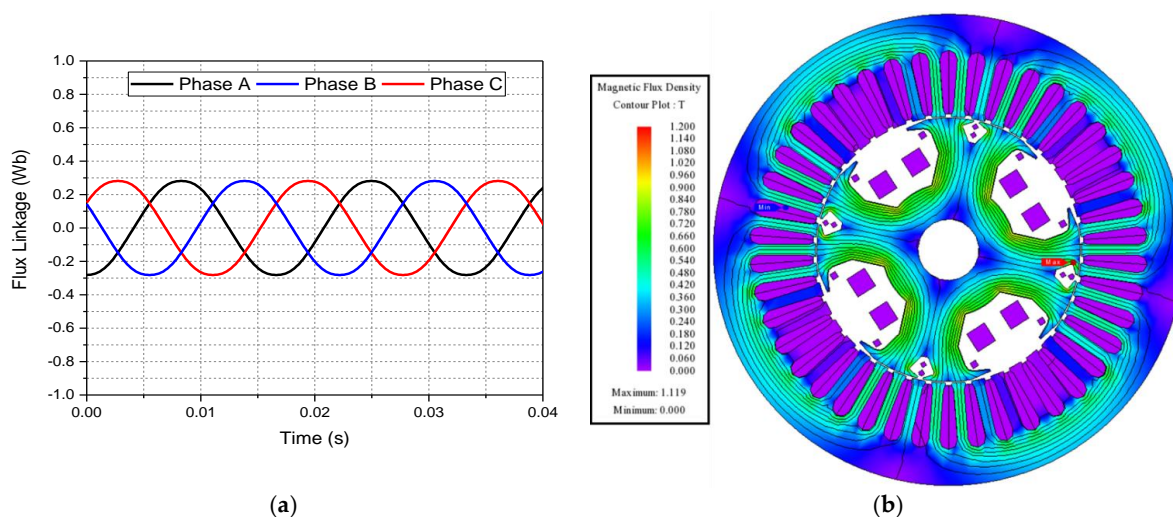 Phase A Phase B Phase C
1.0
0.8
0.6
0.4
0.2
0.0
-0.2
-0.4
-0.6
-0.8
-1.0
Flux Linkage (Wb)
0.00 0.01 0.02 0.03 0.04
Time (s)
(a)
Magnetic Flux Density
Contour Plot : T
1.200
1.140
1.080
1.020
0.960
0.900
0.840
0.780
0.720
0.660
0.600
0.540
0.480
0.420
0.360
0.300
0.240
0.180
0.120
0.060
0.000
Maximum: 1.119
Minimum: 0.000
Min
Max
(b)